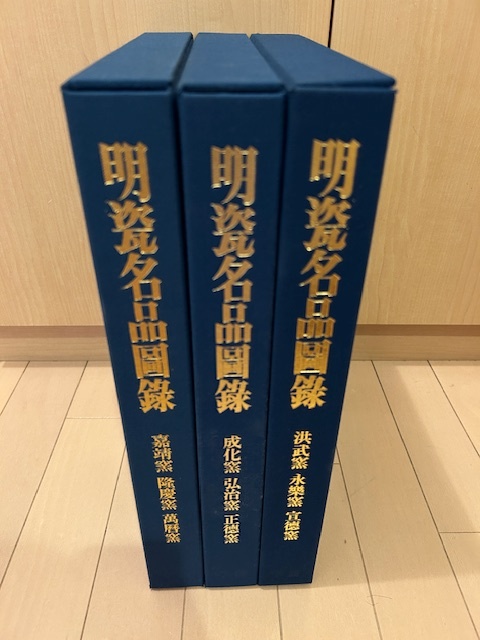 明瓷名品圖錄
洪武窯 永樂窯 宣德窯
明瓷名品圖錄
成化窯 弘治窯 正德窯
明瓷名品圖錄
嘉靖窯 隆慶窯 萬曆窯